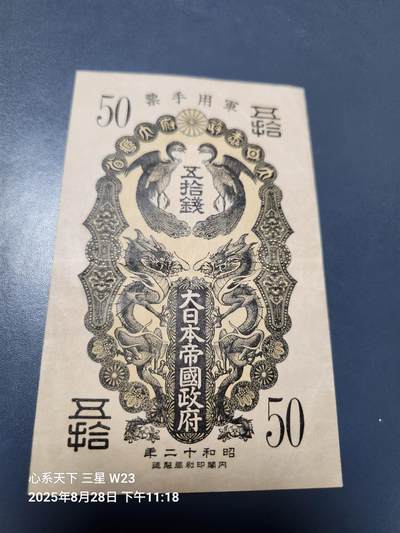 50
票手用軍
五拾
五拾錢
大日本帝國政府
五拾
50
年二十和昭
內閣印刷局製造
心系天下 三星 W23
2025年8月28日 下午11:18